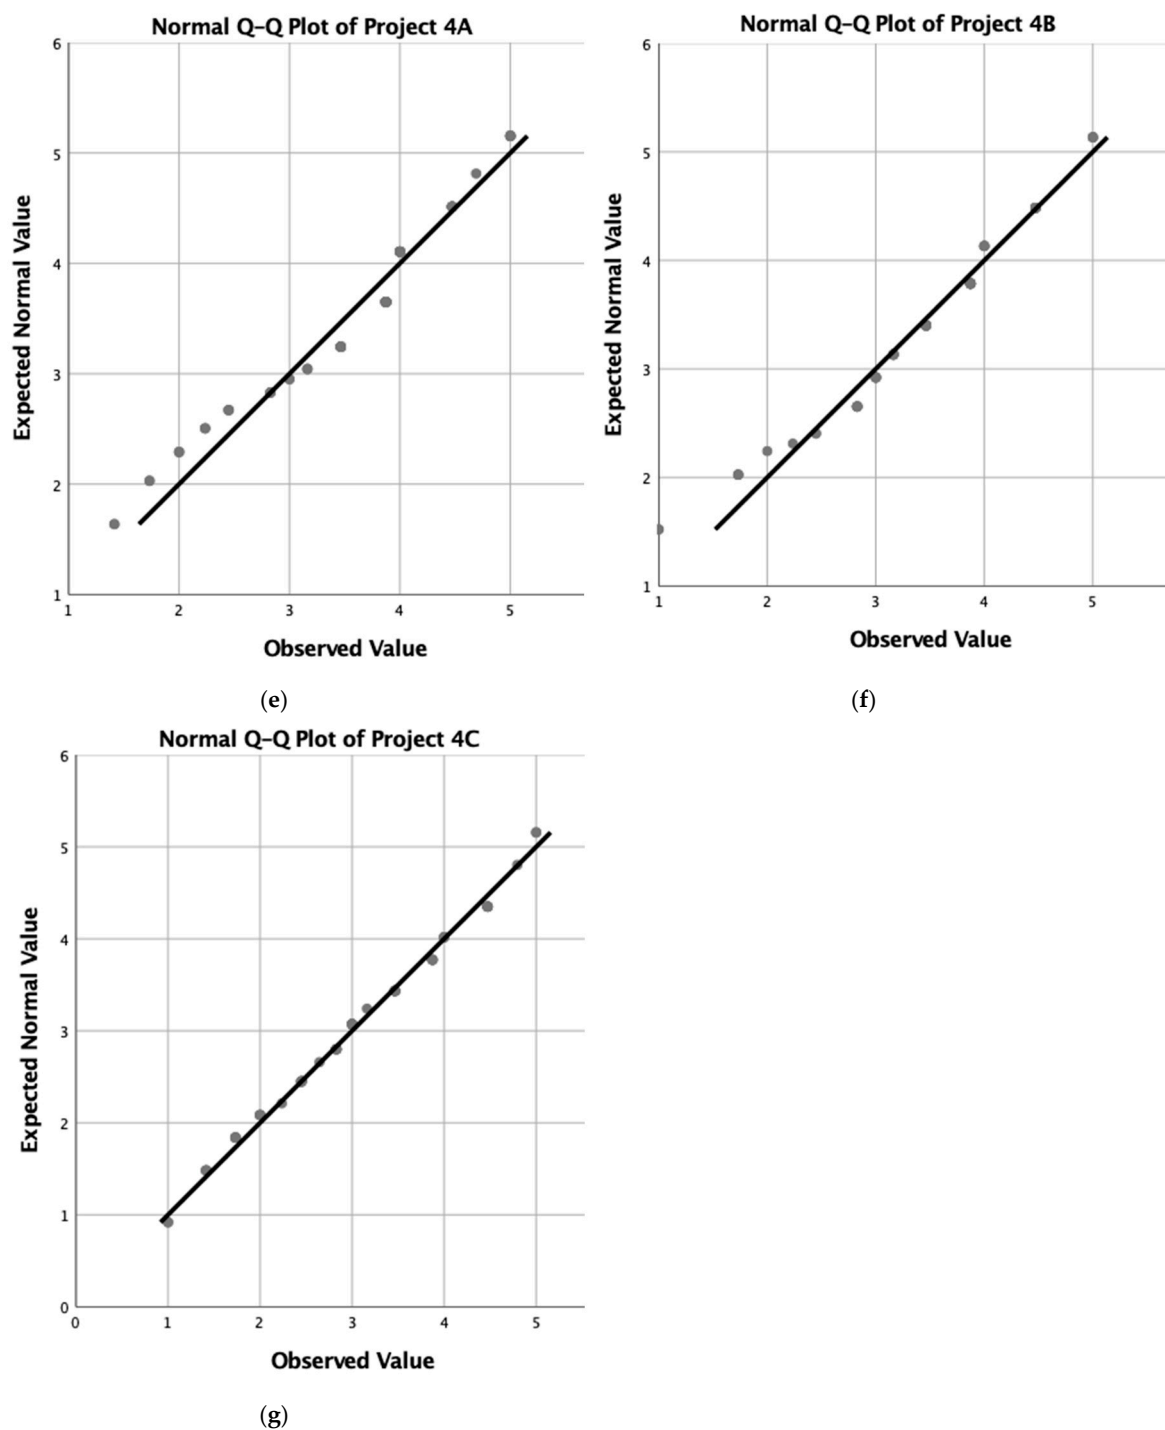 Normal Q–Q Plot of Project 4A
6
5
4
3
2
1
1 2 3 4 5
Expected Normal Value
Observed Value
(e)
Normal Q–Q Plot of Project 4B
6
5
4
3
2
1
1 2 3 4 5
Expected Normal Value
Observed Value
(f)
Normal Q–Q Plot of Project 4C
6
5
4
3
2
1
0
0 1 2 3 4 5
Expected Normal Value
Observed Value
(g)